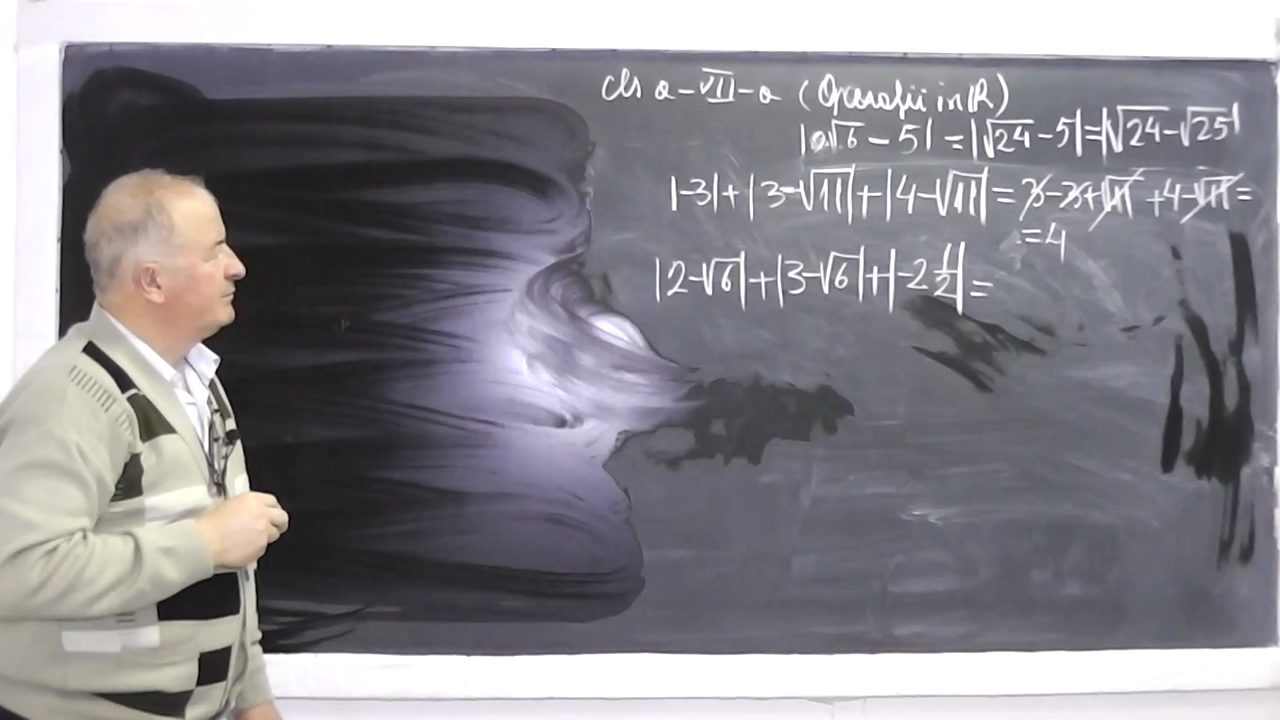 cls a-VII-a (Operații in ℝ)
|2√6 - 5| = |√24 - 5| = |√24 - √25|
|-3| + |3-√11| + |4-√11| = 3-3+√11 + 4-√11 =
= 4
|2-√6| + |3-√6| + |-2 1/2| =